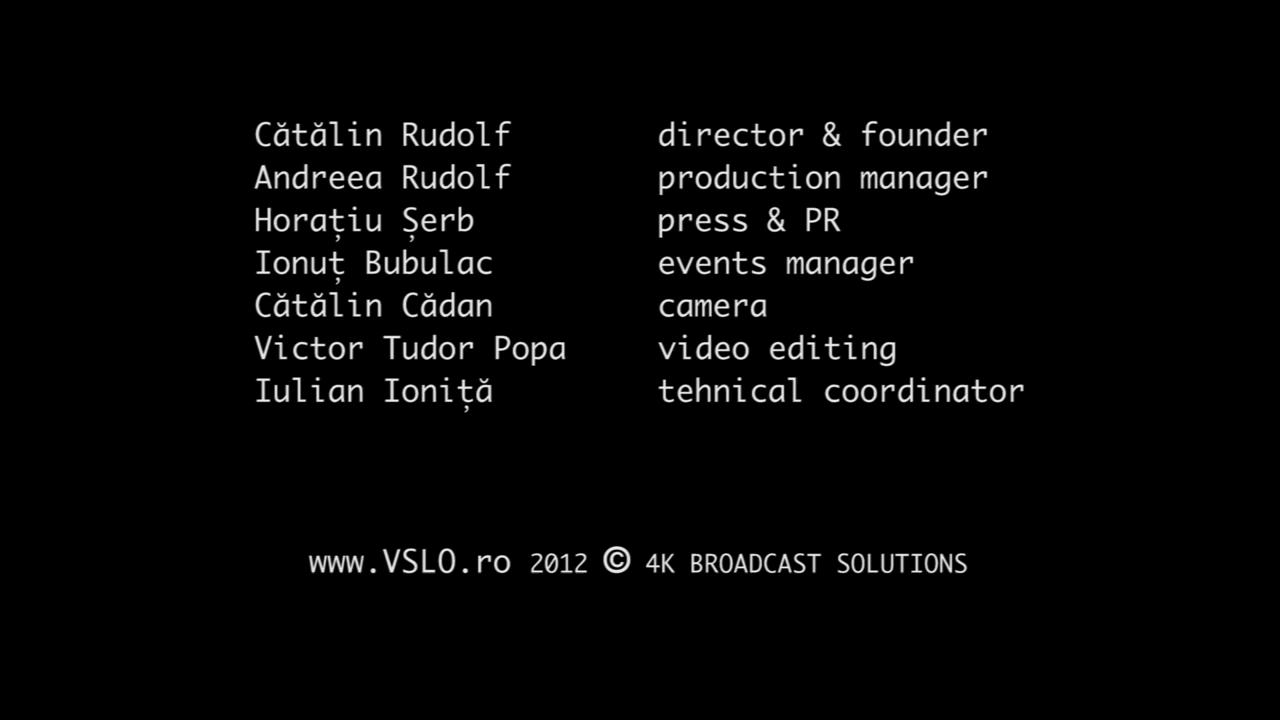 Cătălin Rudolf director & founder
Andreea Rudolf production manager
Horațiu Șerb press & PR
Ionuț Bubulac events manager
Cătălin Cădan camera
Victor Tudor Popa video editing
Iulian Ioniță tehnical coordinator
www.VSLO.ro 2012 © 4K BROADCAST SOLUTIONS